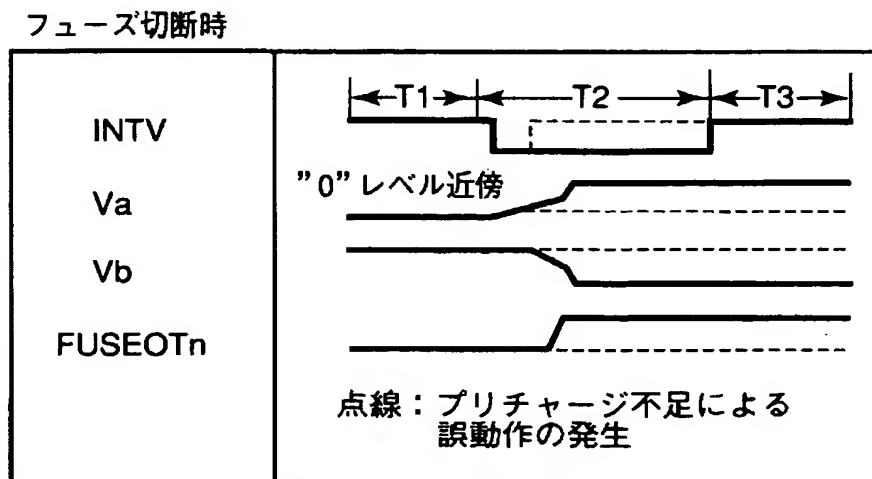 フューズ切断時
T1
T2
T3
INTV
"0"レベル近傍
Va
Vb
FUSEOTn
点線：プリチャージ不足による
誤動作の発生